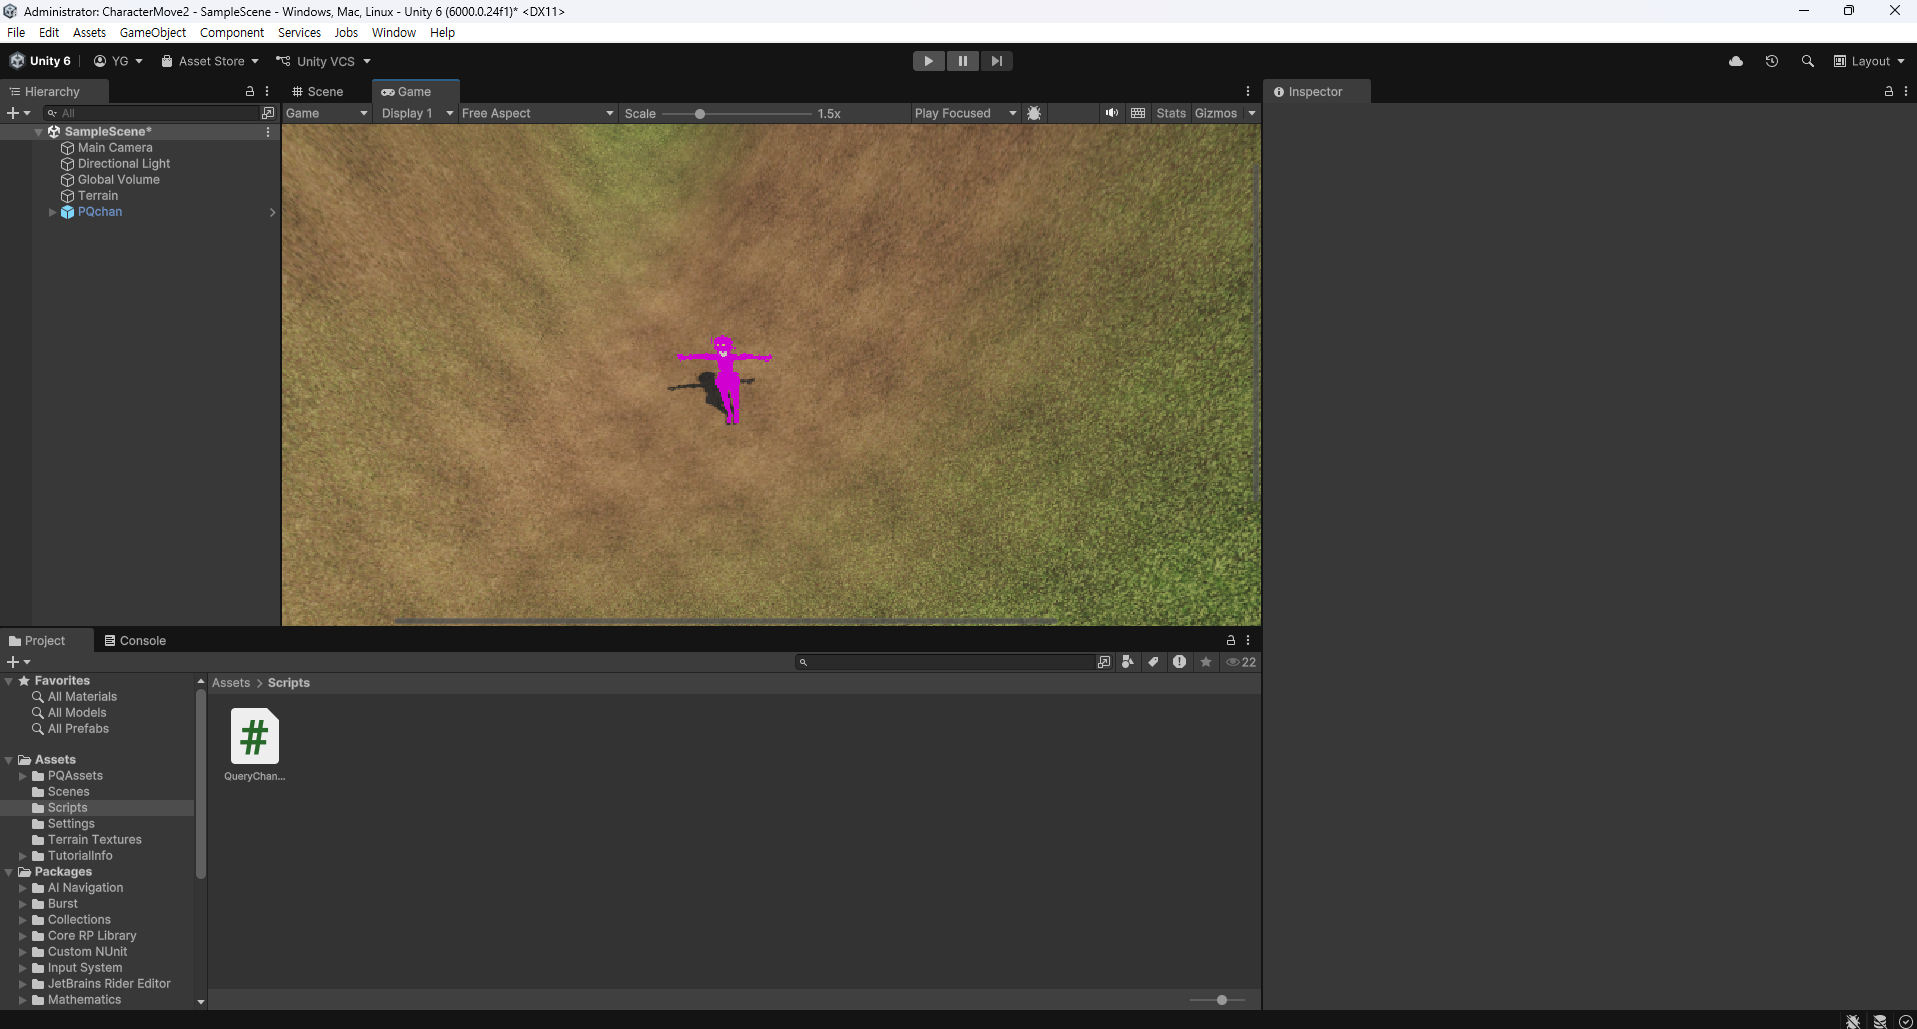 Administrator: CharacterMove2 - SampleScene - Windows, Mac, Linux - Unity 6 (6000.0.24f1)* <DX11>
File Edit Assets GameObject Component Services Jobs Window Help
Unity 6 YG Asset Store Unity VCS Layout
Hierarchy
All
SampleScene*
Main Camera
Directional Light
Global Volume
Terrain
PQchan
Scene Game
Game Display 1 Free Aspect Scale 1.5x Play Focused Stats Gizmos
Inspector
Project Console
22
Favorites
All Materials
All Models
All Prefabs
Assets
PQAssets
Scenes
Scripts
Settings
Terrain Textures
TutorialInfo
Packages
AI Navigation
Burst
Collections
Core RP Library
Custom NUnit
Input System
JetBrains Rider Editor
Mathematics
Assets > Scripts
#
QueryChan...